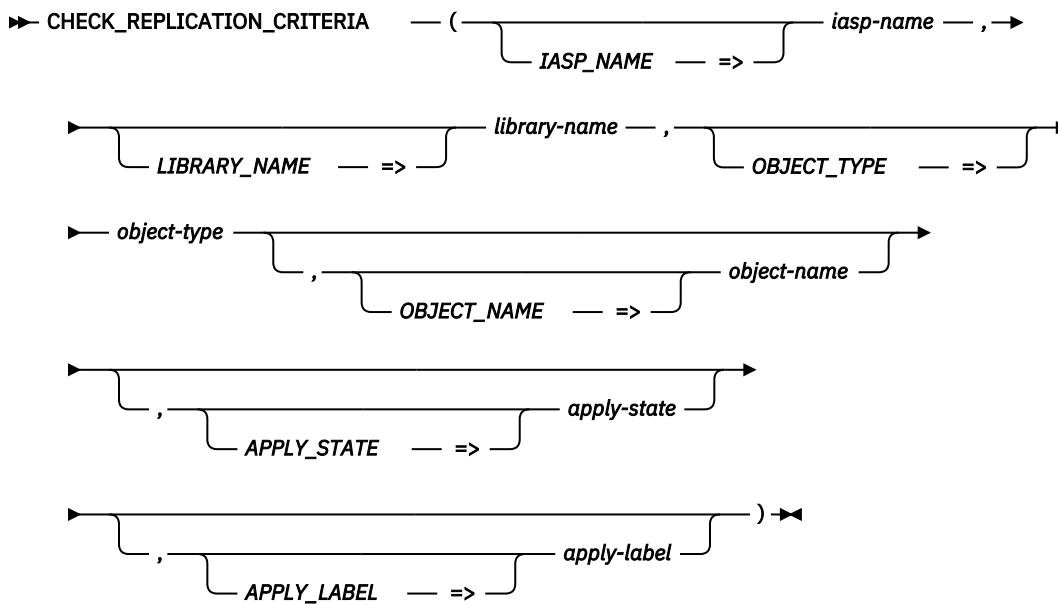 CHECK_REPLICATION_CRITERIA ( iasp-name ,
IASP_NAME =>
library-name ,
LIBRARY_NAME => OBJECT_TYPE =>
object-type
, object-name
OBJECT_NAME =>
, apply-state
APPLY_STATE =>
)
, apply-label
APPLY_LABEL =>